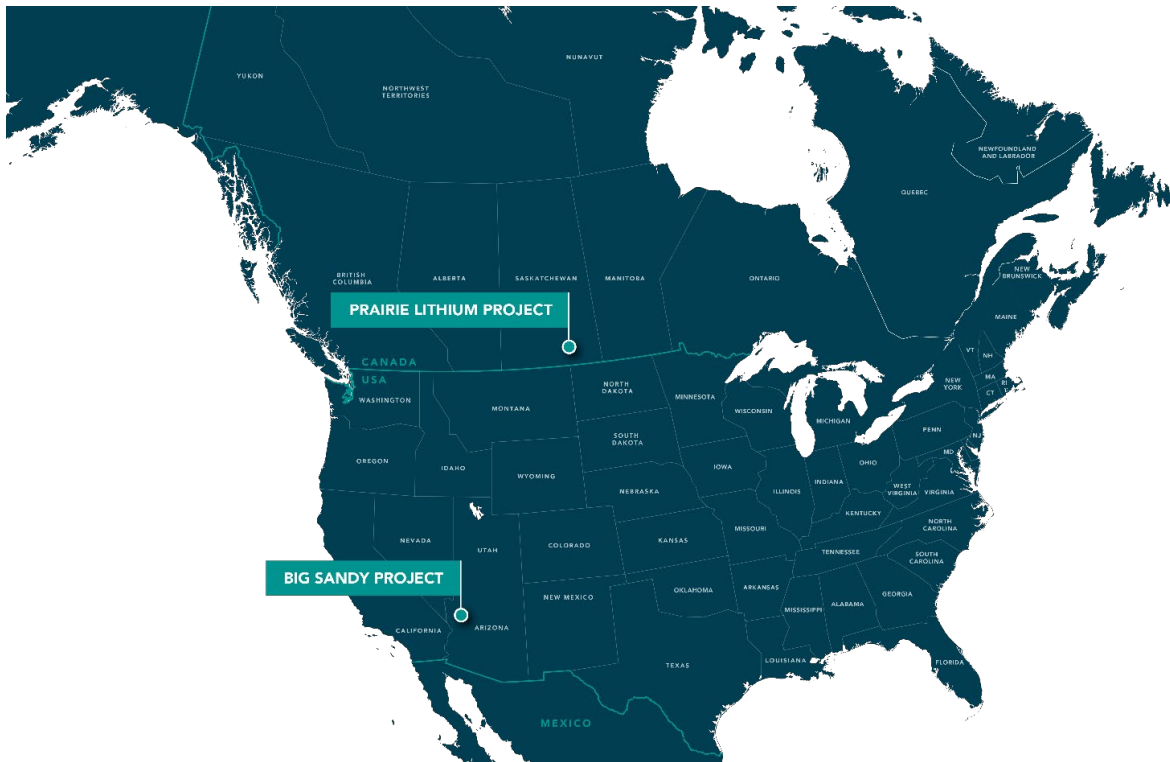 YUKON
NUNAVUT
NORTHWEST
TERRITORIES
NEWFOUNDLAND
AND LABRADOR
QUEBEC
BRITISH
COLUMBIA
ALBERTA
SASKATCHEWAN
MANITOBA
ONTARIO
NEW
BRUNSWICK
PRAIRIE LITHIUM PROJECT
MAINE
CANADA
USA
WASHINGTON
MONTANA
NORTH
DAKOTA
MINNESOTA
VT
NH
MA
RI
CT
NEW
YORK
WISCONSIN
MICHIGAN
PENN
NJ
OREGON
IDAHO
WYOMING
SOUTH
DAKOTA
IOWA
NEBRASKA
ILLINOIS
INDIANA
OHIO
MD
WEST
VIRGINIA
VIRGINIA
KENTUCKY
NEVADA
UTAH
COLORADO
KANSAS
MISSOURI
NORTH
CAROLINA
TENNESSEE
SOUTH
CAROLINA
BIG SANDY PROJECT
NEW MEXICO
OKLAHOMA
ARKANSAS
MISSISSIPPI
ALABAMA
GEORGIA
CALIFORNIA
ARIZONA
TEXAS
LOUISIANA
FLORIDA
MEXICO